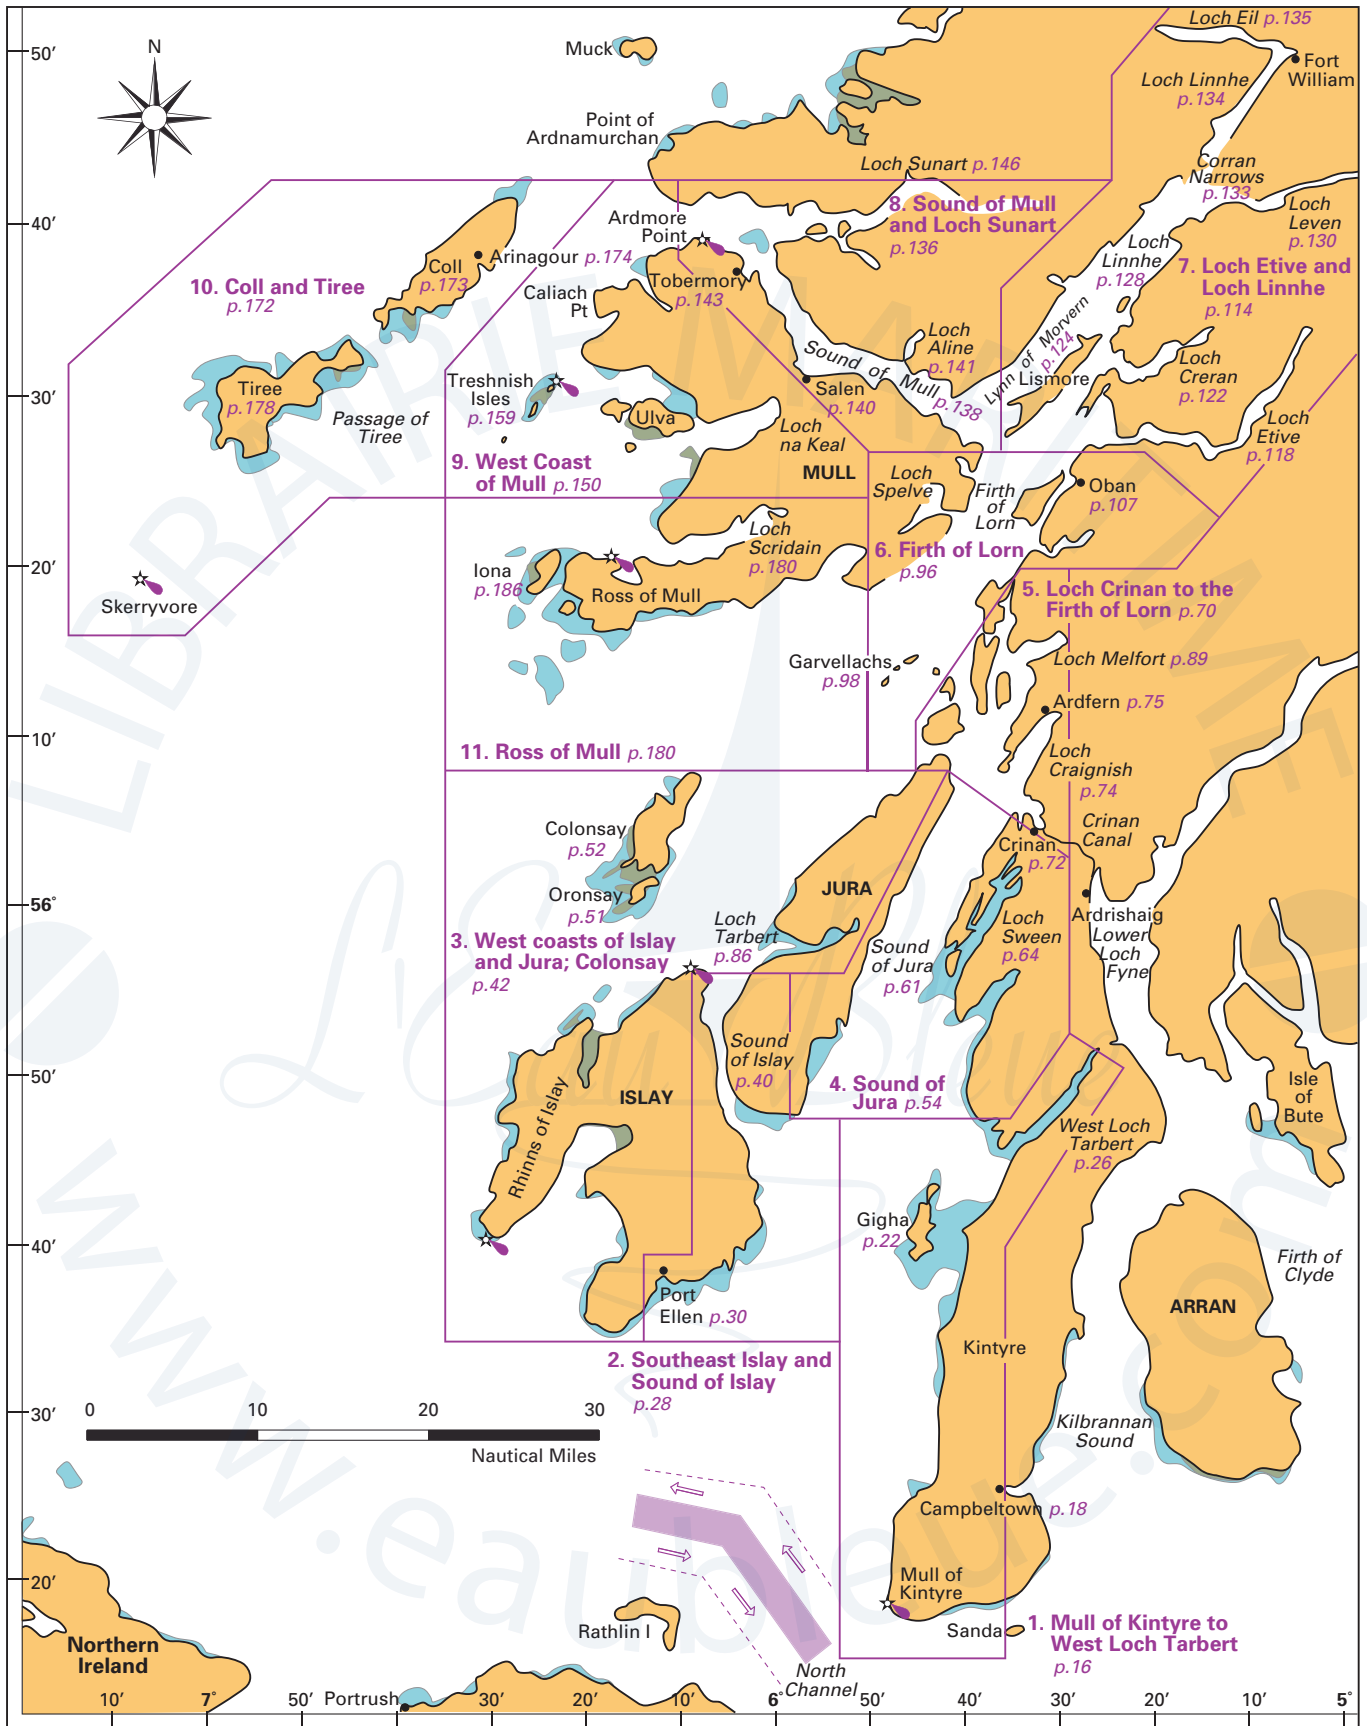 Loch Eil p.135
50'
N
Muck
Fort
William
Loch Linnhe
p.134
Point of
Ardnamurchan
Loch Sunart p.146
Corran
Narrows
p.133
40'
Ardmore
Point
8. Sound of Mull
and Loch Sunart
p.136
Loch
Leven
p.130
Loch
Linnhe
p.128
Arinagour p.174
Coll
p.173
Tobermory
p.143
7. Loch Etive and
Loch Linnhe
p.114
10. Coll and Tiree
p.172
Caliach
Pt
Lynn of Morvern
p.124
Loch
Aline
p.141
Sound of Mull
p.138
Loch
Creran
p.122
30'
Tiree
p.178
Treshnish
Isles
p.159
Salen
p.140
Lismore
Passage of
Tiree
Ulva
Loch
na Keal
Loch
Etive
p.118
9. West Coast
of Mull p.150
MULL
Loch
Spelve
Firth
of
Lorn
Oban
p.107
Loch
Scridain
p.180
6. Firth of Lorn
p.96
20'
Iona
p.186
Ross of Mull
Skerryvore
5. Loch Crinan to the
Firth of Lorn p.70
Garvellachs
p.98
Loch Melfort p.89
Ardfern p.75
10'
11. Ross of Mull p.180
Loch
Craignish
p.74
Colonsay
p.52
Crinan
Canal
Crinan
p.72
Oronsay
p.51
JURA
56°
Loch
Tarbert
p.86
Ardrishaig
Lower
Loch
Fyne
Loch
Sween
p.64
3. West coasts of Islay
and Jura; Colonsay
p.42
Sound
of Jura
p.61
Sound
of Islay
p.40
50'
Rhinns of Islay
ISLAY
4. Sound of
Jura p.54
Isle
of
Bute
West Loch
Tarbert
p.26
40'
Gigha
p.22
Firth of
Clyde
Port
Ellen p.30
ARRAN
Kintyre
2. Southeast Islay and
Sound of Islay
p.28
30'
0
10
20
30
Nautical Miles
Kilbrannan
Sound
Campbeltown p.18
20'
Mull of
Kintyre
Rathlin I
Sanda
1. Mull of Kintyre to
West Loch Tarbert
p.16
Northern
Ireland
North
Channel
Portrush
10'
7°
50'
30'
20'
10'
6°
50'
40'
30'
20'
10'
5°
LIBRAIRIE MARITIME
L'Eau Bleue
www.eaubleue.com